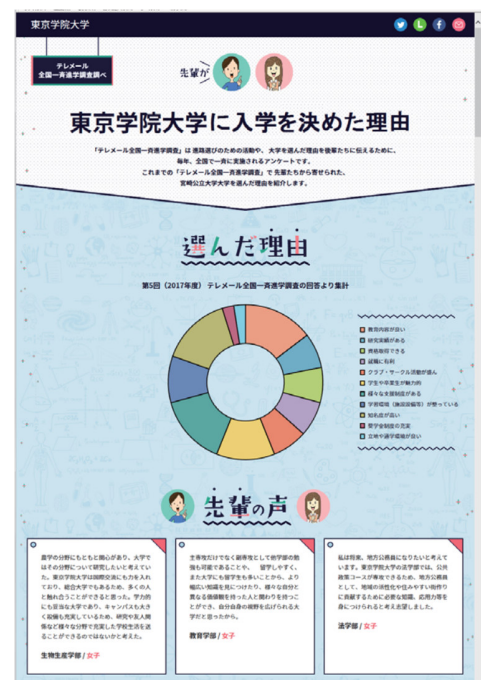 東京学院大学
テレメール
全国一斉進学調査調べ
先輩が
東京学院大学に入学を決めた理由
「テレメール全国一斉進学調査」は 進路選びのための活動や、大学を選んだ理由を後輩たちに伝えるために、
毎年、全国で一斉に実施されるアンケートです。
これまでの「テレメール全国一斉進学調査」で 先輩たちから寄せられた、
宮崎公立大学大学を選んだ理由を紹介します。
選んだ理由
第5回（2017年度）テレメール全国一斉進学調査の回答より集計
教育内容が良い
研究実績がある
資格取得できる
就職に有利
クラブ・サークル活動が盛ん
学生や卒業生が魅力的
様々な支援制度がある
学習環境（施設設備等）が整っている
知名度が高い
奨学金制度の充実
立地や通学環境が良い
先輩の声
農学の分野にもともと関心があり、大学で
はその分野について研究したいと考えてい
た。東京学院大学は国際交流にも力を入れ
ており、総合大学でもあるため、多くの人
と触れ合うことができると思った。学力的
にも妥当な大学であり、キャンパスも大き
く設備も充実しているため、研究や友人関
係など様々な分野で充実した学校生活を送
ることができるのではないかと考えた。
生物生産学部 / 女子
主専攻だけでなく副専攻として他学部の勉
強も可能であることや、 留学しやすく、
また大学にも留学生も多いことから、より
幅広い知識を見につけたり、様々な自分と
異なる価値観を持った人と関わりを持つこ
とができ、自分自身の視野を広げられる大
学だと思ったから。
教育学部 / 女子
私は将来、地方公務員になりたいと考えて
います。東京学院大学の法学部では、公共
政策コースが専攻できるため、地方公務員
として、地域の活性化や住みやすい街作り
に貢献するために必要な知識、応用力等を
身につけられると考え志望しました。
法学部 / 女子